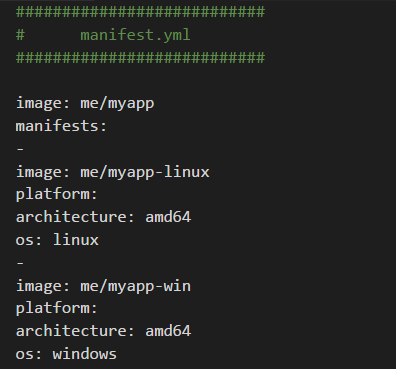 ###########################
#      manifest.yml
###########################
image: me/myapp
manifests:
-
image: me/myapp-linux
platform:
architecture: amd64
os: linux
-
image: me/myapp-win
platform:
architecture: amd64
os: windows